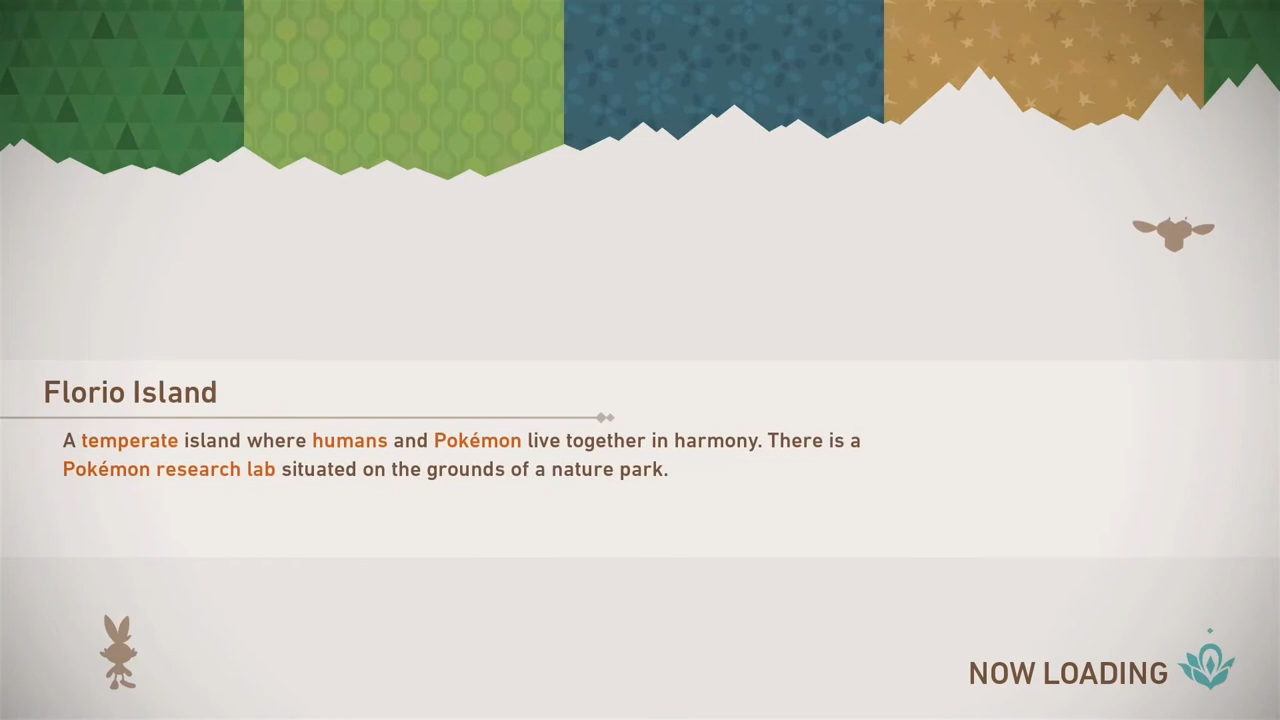 Florio Island
A temperate island where humans and Pokémon live together in harmony. There is a
Pokémon research lab situated on the grounds of a nature park.
NOW LOADING